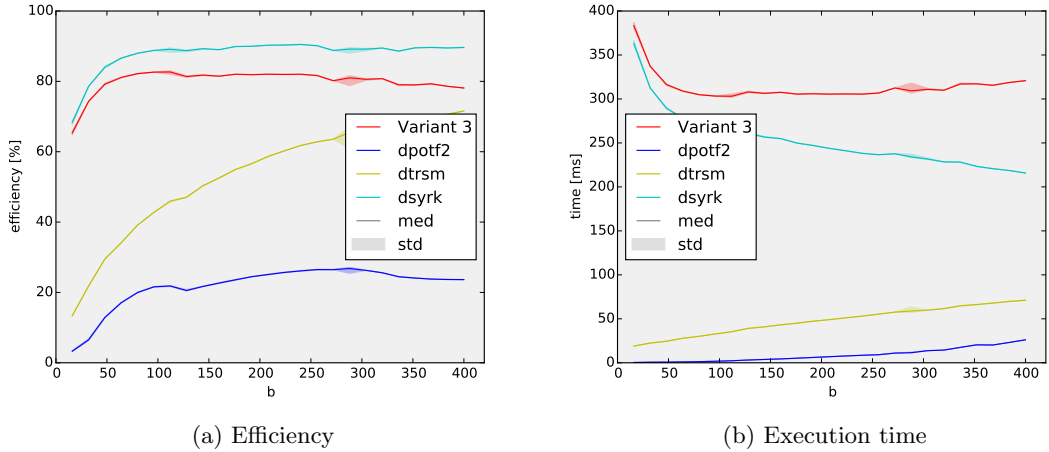 100
80
60
40
20
0
efficiency [%]
0 50 100 150 200 250 300 350 400
b
Variant 3
dpotf2
dtrsm
dsyrk
med
std
(a) Efficiency
400
350
300
250
200
150
100
50
0
time [ms]
0 50 100 150 200 250 300 350 400
b
Variant 3
dpotf2
dtrsm
dsyrk
med
std
(b) Execution time